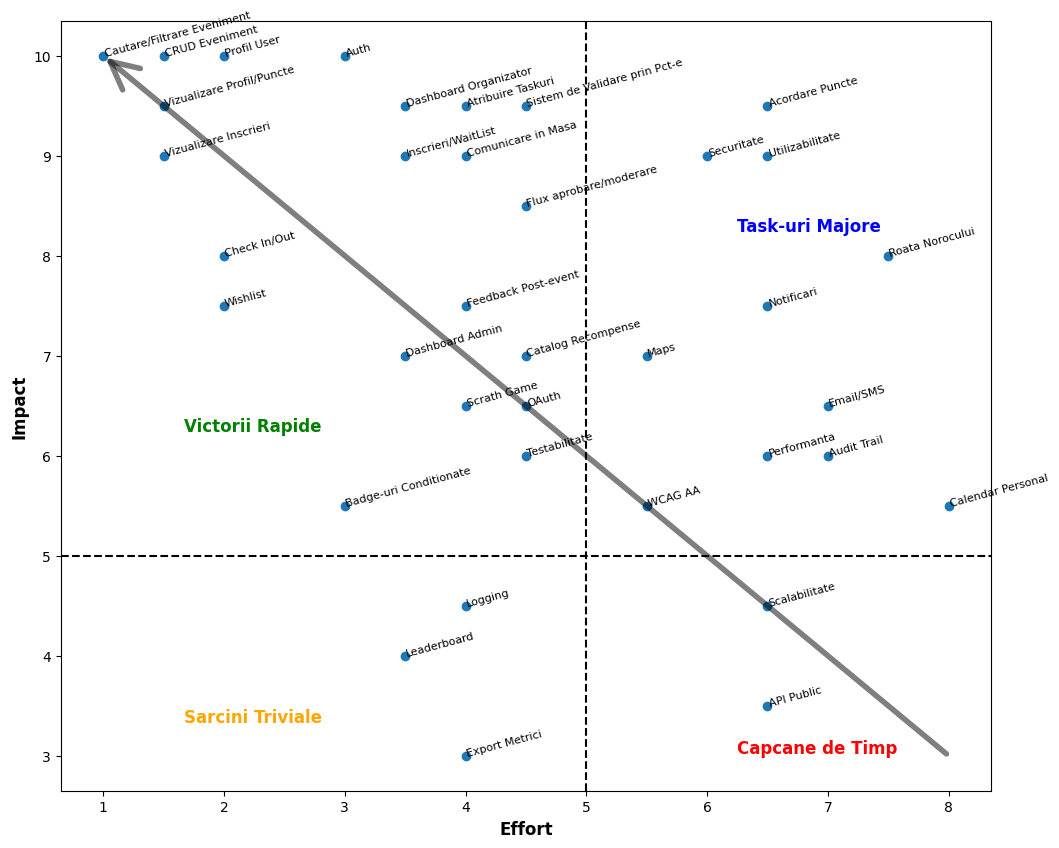 Cautare/Filtrare Eveniment
CRUD Eveniment
Profil User
Auth
Vizualizare Profil/Puncte
Dashboard Organizator
Atribuire Taskuri
Sistem de Validare prin Pct-e
Acordare Puncte
Vizualizare Inscrieri
Inscrieri/WaitList
Comunicare in Masa
Securitate
Utilizabilitate
Flux aprobare/moderare
Task-uri Majore
Check In/Out
Roata Norocului
Wishlist
Feedback Post-event
Notificari
Dashboard Admin
Catalog Recompense
Maps
Scrath Game
OAuth
Email/SMS
Victorii Rapide
Testabilitate
Performanta
Audit Trail
Badge-uri Conditionate
WCAG AA
Calendar Personal
Logging
Scalabilitate
Leaderboard
API Public
Sarcini Triviale
Export Metrici
Capcane de Timp
10
9
8
7
6
5
4
3
Impact
1 2 3 4 5 6 7 8
Effort